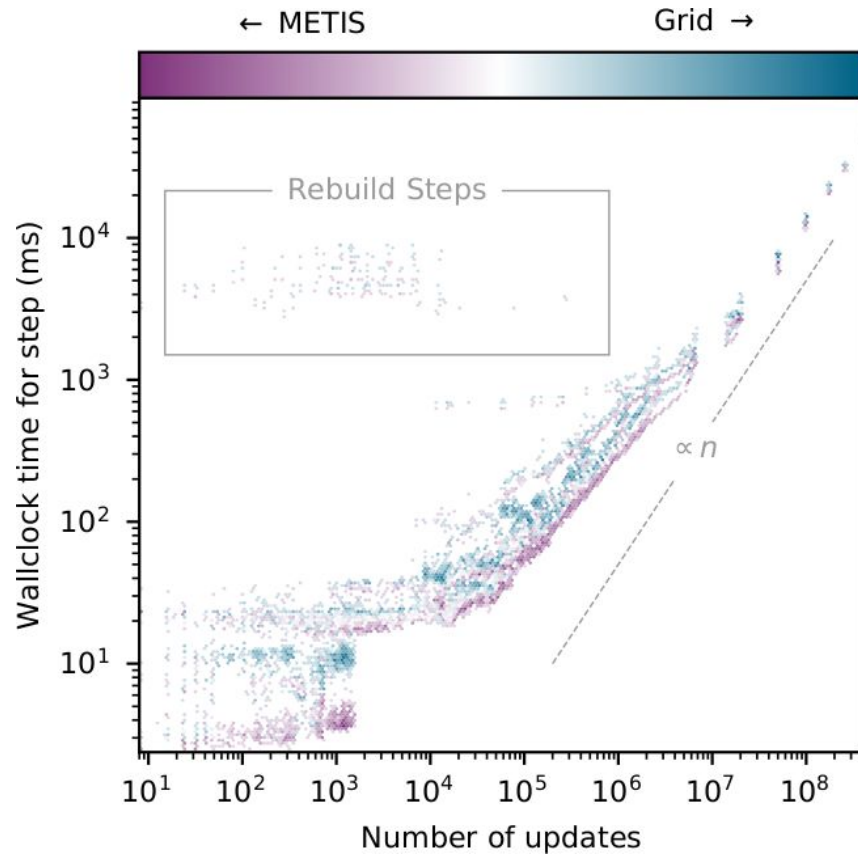 ← METIS Grid →
Rebuild Steps
10⁴
10³
10²
10¹
∝ n
Wallclock time for step (ms)
10¹ 10² 10³ 10⁴ 10⁵ 10⁶ 10⁷ 10⁸
Number of updates